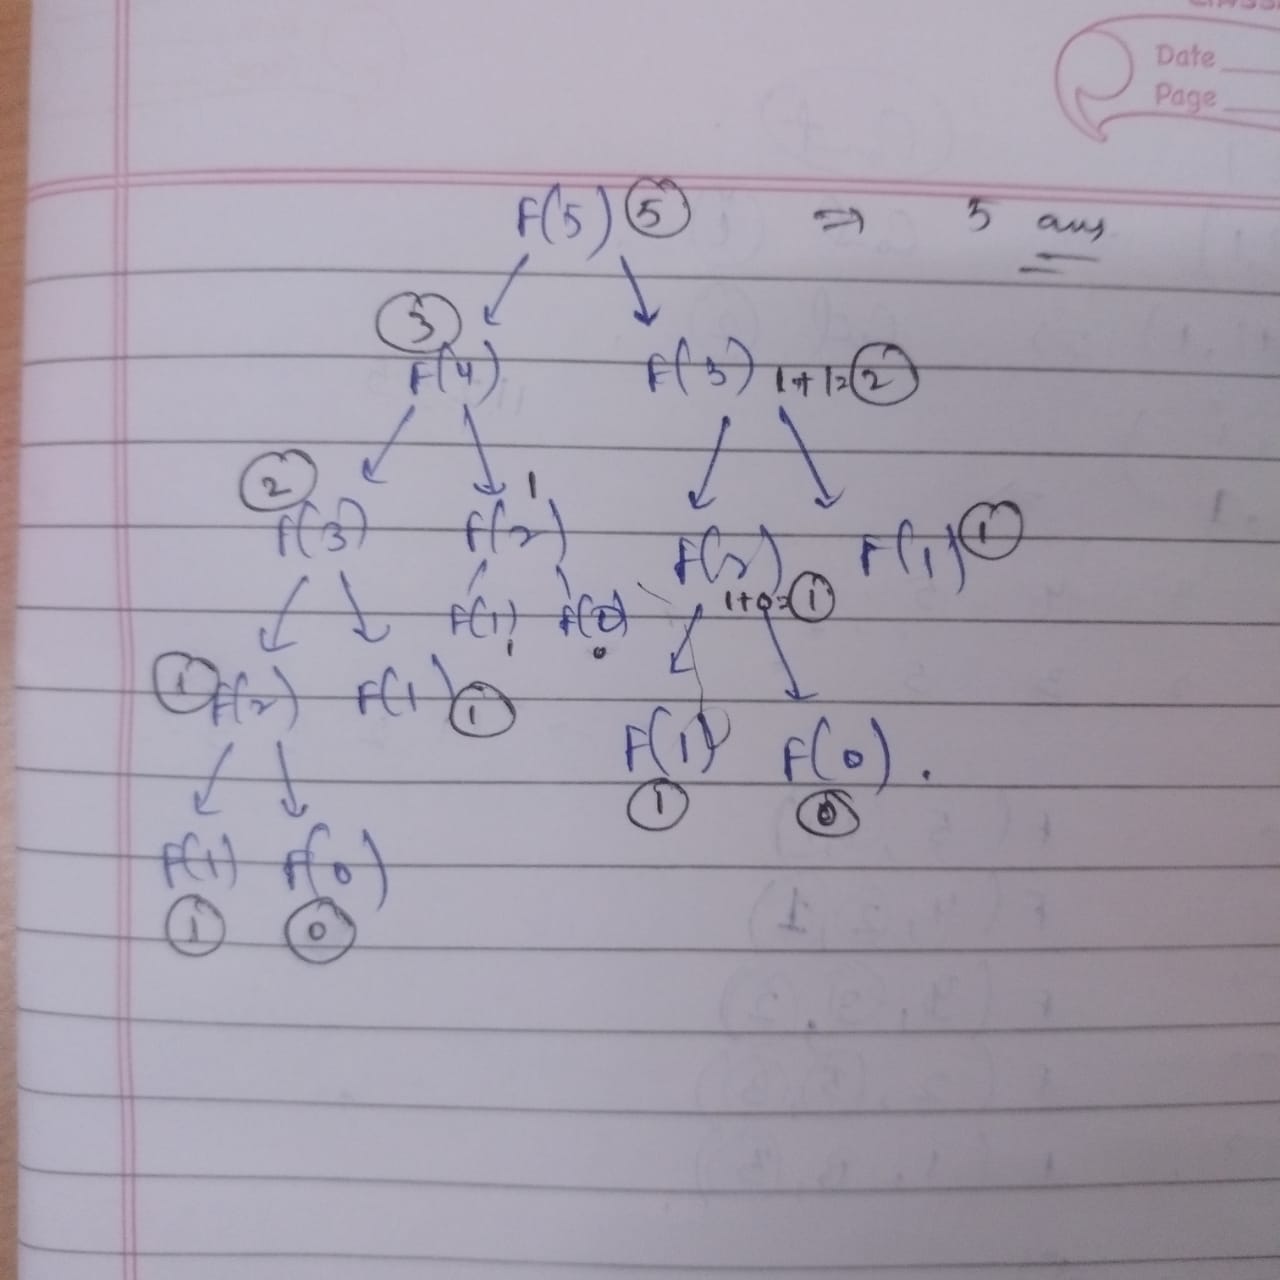 Date
Page
F(5) 5 ⇒ 5 ans
3
F(4) F(3) 1+1=2
2 1
F(3) F(2) F(2) F(1) 1
F(1) F(0) 1+0=1
1 0
1 F(2) F(1) 1
F(1) F(0).
1 0
F(1) F(0)
1 0